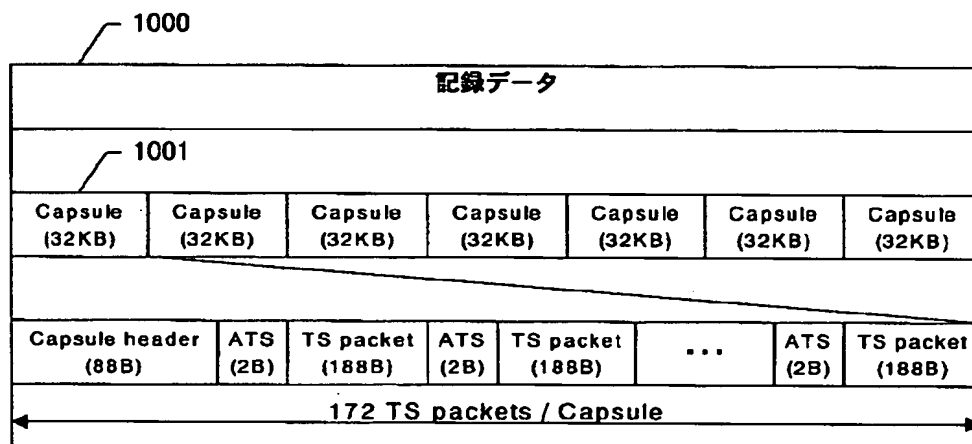 1000
記録データ
1001
Capsule Capsule Capsule Capsule Capsule Capsule Capsule
(32KB) (32KB) (32KB) (32KB) (32KB) (32KB) (32KB)
Capsule header ATS TS packet ATS TS packet ... ATS TS packet
(88B) (2B) (188B) (2B) (188B) (2B) (188B)
172 TS packets / Capsule